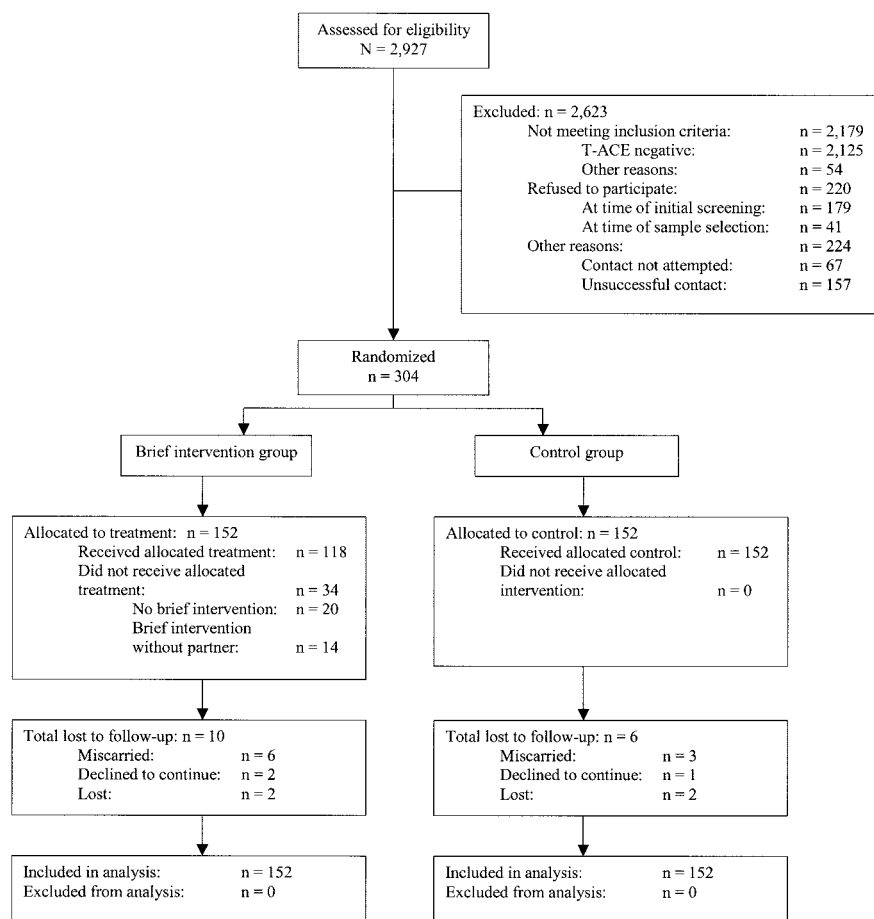 Assessed for eligibility
N = 2,927
Excluded: n = 2,623
Not meeting inclusion criteria: n = 2,179
T-ACE negative: n = 2,125
Other reasons: n = 54
Refused to participate: n = 220
At time of initial screening: n = 179
At time of sample selection: n = 41
Other reasons: n = 224
Contact not attempted: n = 67
Unsuccessful contact: n = 157
Randomized
n = 304
Brief intervention group
Control group
Allocated to treatment: n = 152
Received allocated treatment: n = 118
Did not receive allocated
treatment: n = 34
No brief intervention: n = 20
Brief intervention
without partner: n = 14
Allocated to control: n = 152
Received allocated control: n = 152
Did not receive allocated
intervention: n = 0
Total lost to follow-up: n = 10
Miscarried: n = 6
Declined to continue: n = 2
Lost: n = 2
Total lost to follow-up: n = 6
Miscarried: n = 3
Declined to continue: n = 1
Lost: n = 2
Included in analysis: n = 152
Excluded from analysis: n = 0
Included in analysis: n = 152
Excluded from analysis: n = 0